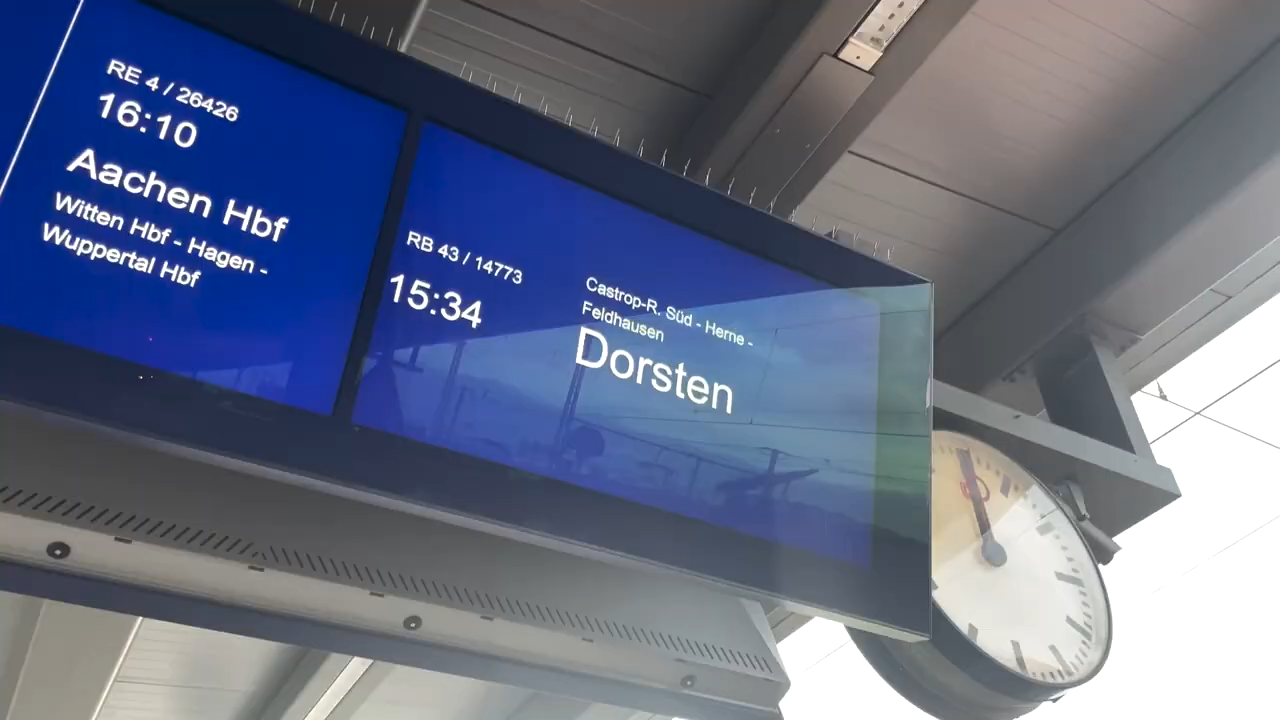 RE 4 / 26426
16:10
Aachen Hbf
Witten Hbf - Hagen -
Wuppertal Hbf
RB 43 / 14773
15:34
Castrop-R. Süd - Herne -
Feldhausen
Dorsten